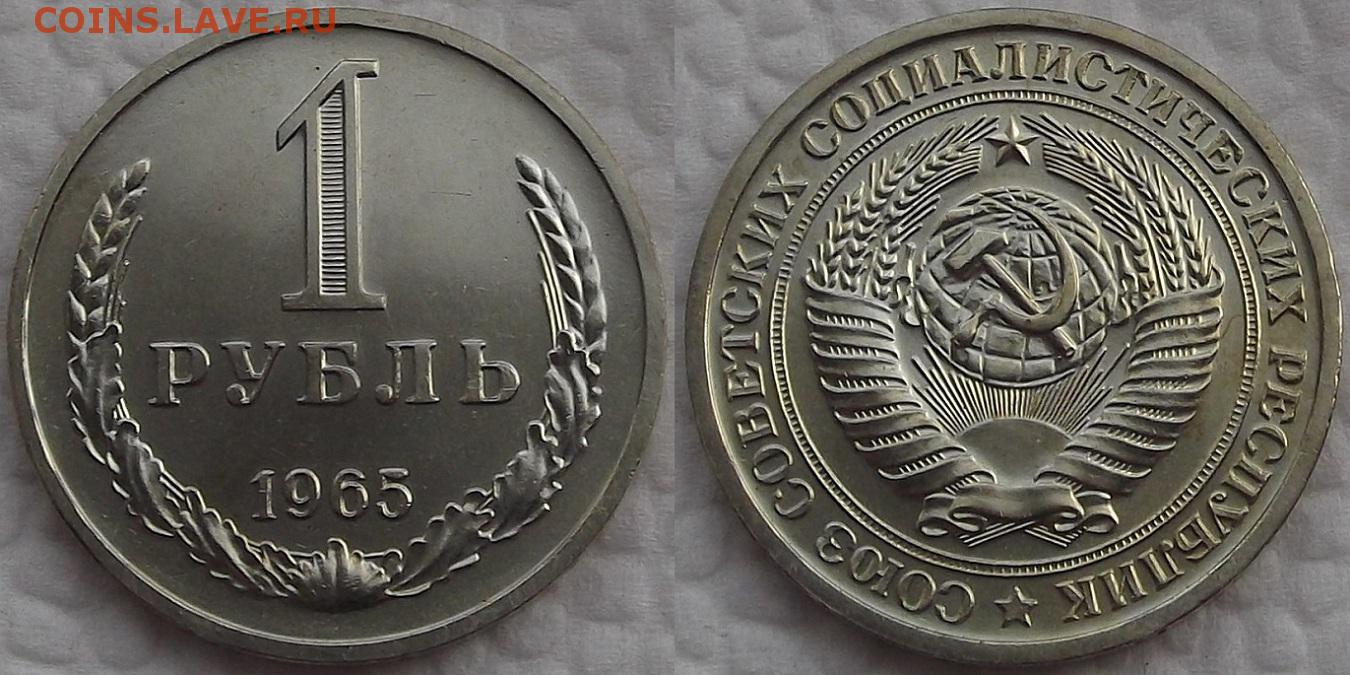 COINS.LAVE.RU
1
РУБЛЬ
1965
СОЮЗ СОВЕТСКИХ СОЦИАЛИСТИЧЕСКИХ РЕСПУБЛИК